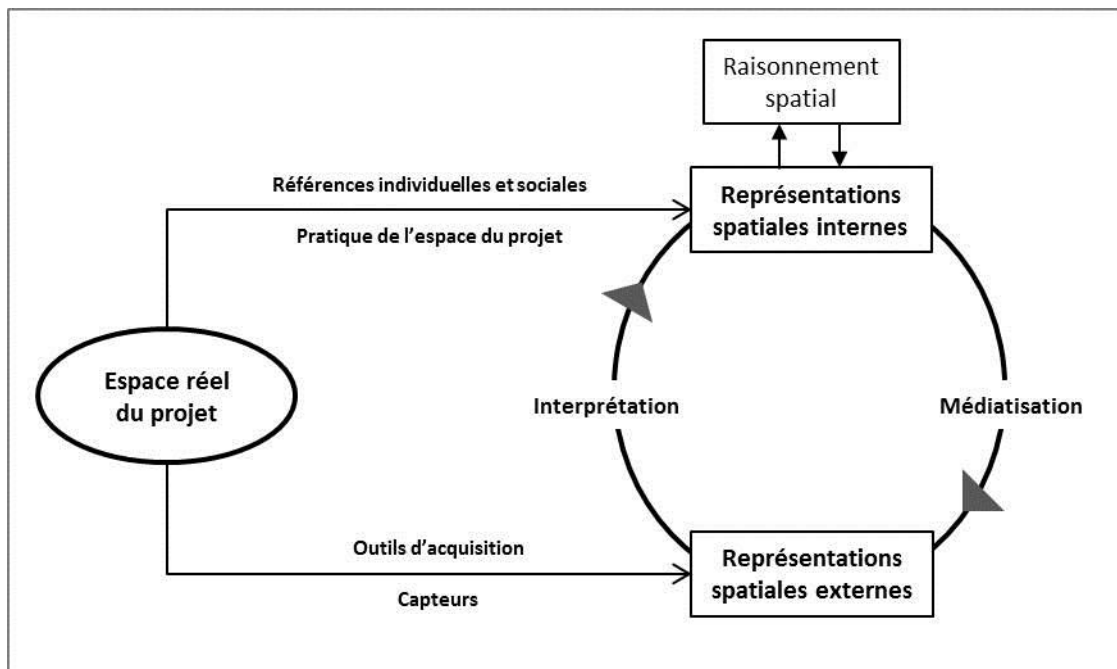 Raisonnement
spatial
Références individuelles et sociales
Pratique de l'espace du projet
Représentations
spatiales internes
Espace réel
du projet
Interprétation
Médiatisation
Outils d'acquisition
Capteurs
Représentations
spatiales externes